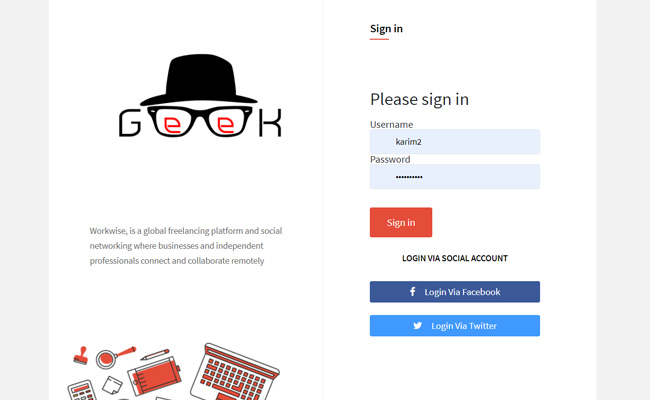 GeeK
Workwise, is a global freelancing platform and social
networking where businesses and independent
professionals connect and collaborate remotely
Sign in
Please sign in
Username
karim2
Password
••••••••••
Sign in
LOGIN VIA SOCIAL ACCOUNT
Login Via Facebook
Login Via Twitter